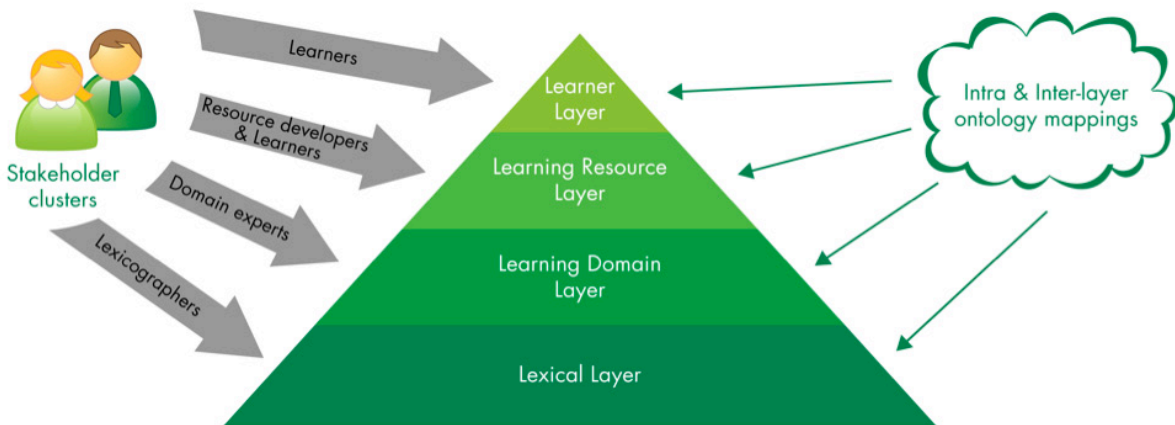 Learners
Resource developers
& Learners
Domain experts
Lexicographers
Stakeholder
clusters
Learner
Layer
Learning Resource
Layer
Learning Domain
Layer
Lexical Layer
Intra & Inter-layer
ontology mappings